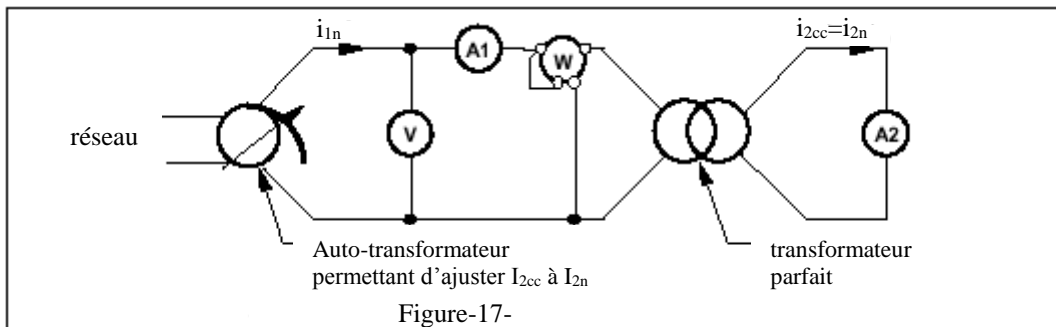 i1n
A1
W
i2cc=i2n
réseau
V
A2
Auto-transformateur
permettant d'ajuster I2cc à I2n
transformateur
parfait
Figure-17-